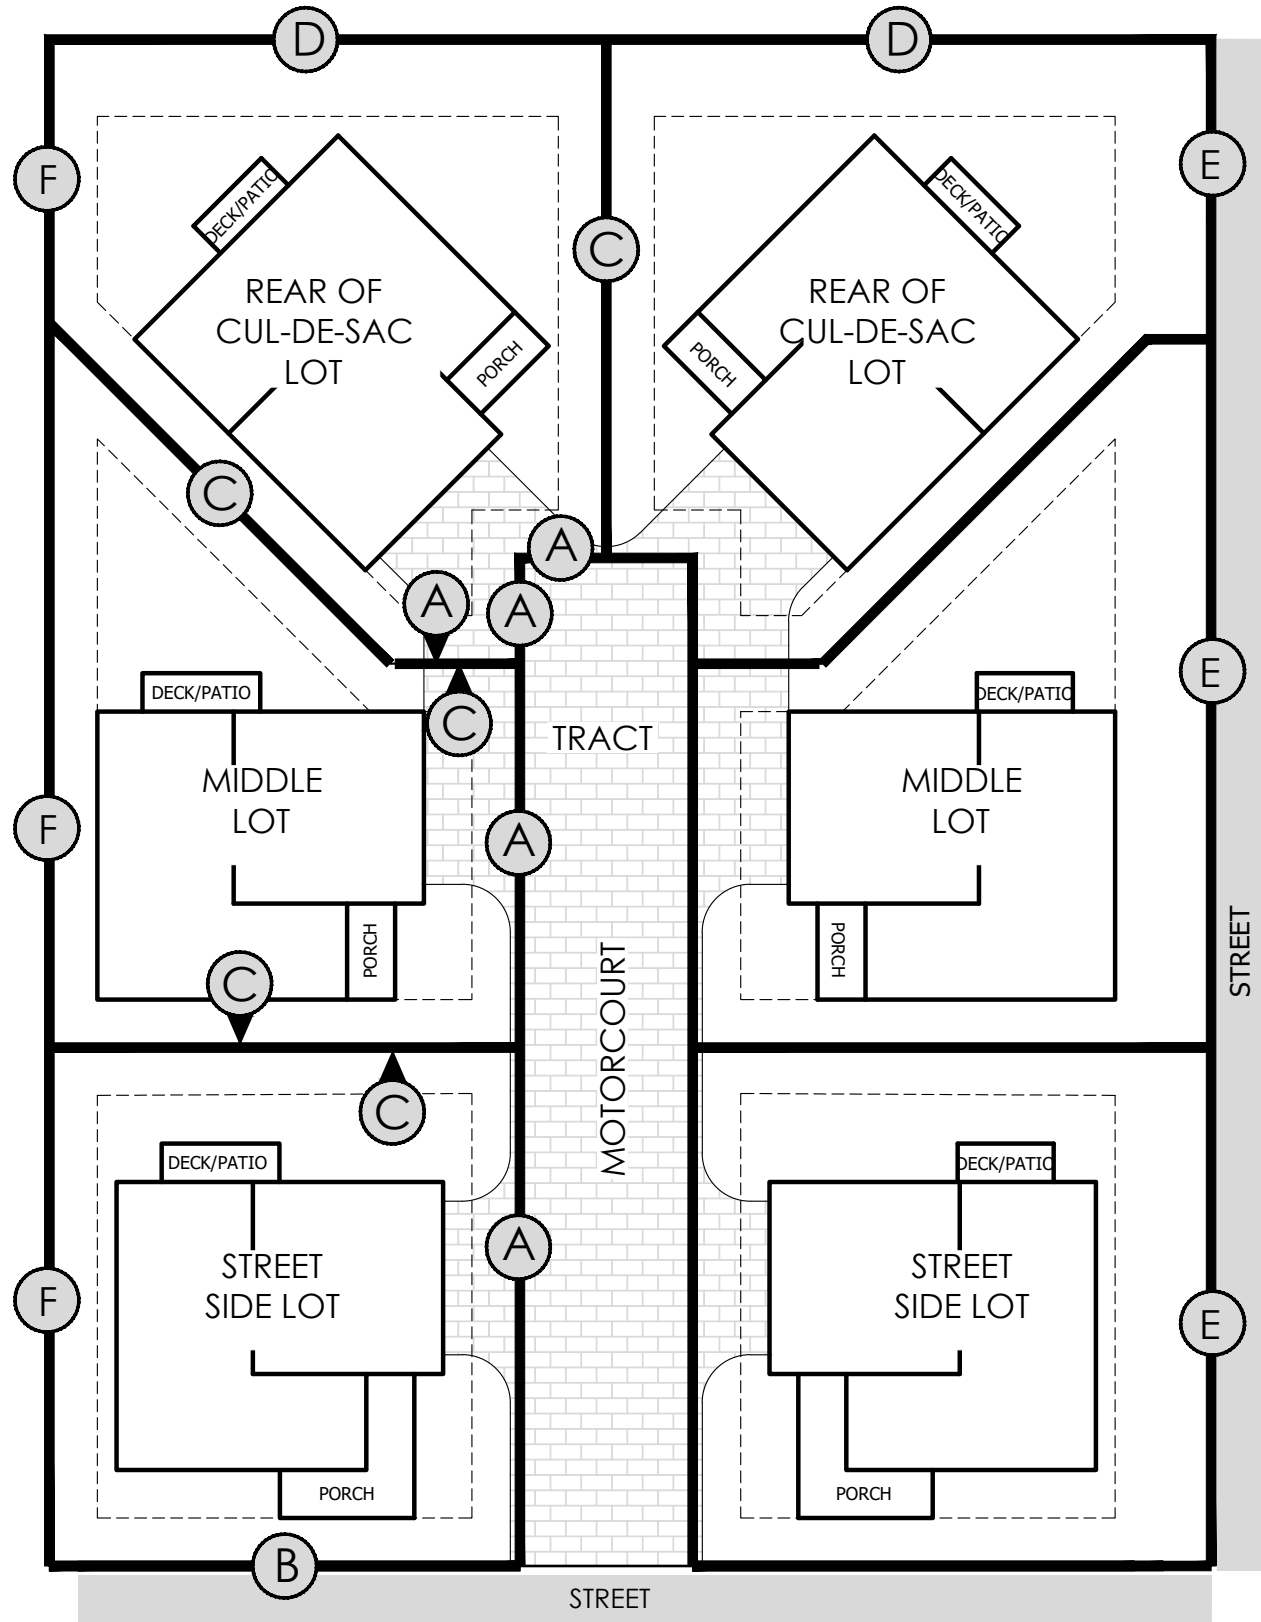 D
D
F
E
DECK/PATIO
DECK/PATIO
C
REAR OF
CUL-DE-SAC
LOT
PORCH
REAR OF
CUL-DE-SAC
LOT
PORCH
C
A
A
A
E
DECK/PATIO
C
TRACT
DECK/PATIO
MIDDLE
LOT
MIDDLE
LOT
F
A
PORCH
PORCH
STREET
C
MOTORCOURT
C
DECK/PATIO
DECK/PATIO
A
STREET
SIDE LOT
STREET
SIDE LOT
F
E
PORCH
PORCH
B
STREET